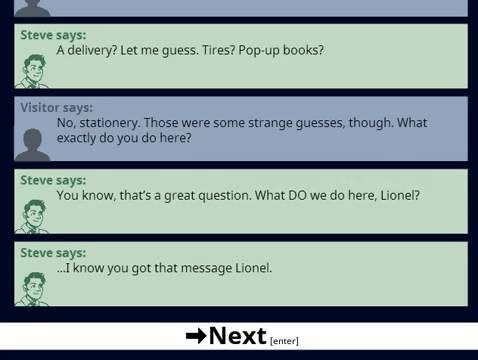 Steve says:
A delivery? Let me guess. Tires? Pop-up books?
Visitor says:
No, stationery. Those were some strange guesses, though. What
exactly do you do here?
Steve says:
You know, that's a great question. What DO we do here, Lionel?
Steve says:
...I know you got that message Lionel.
➡Next [enter]